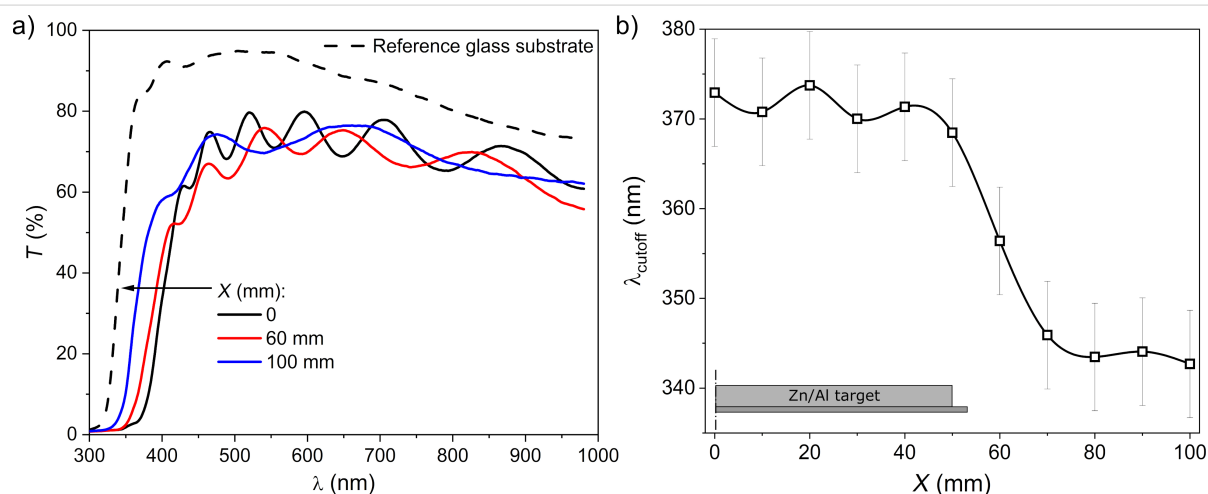 a)
100
80
60
40
20
0
T (%)
Reference glass substrate
X (mm):
0
60 mm
100 mm
300 400 500 600 700 800 900 1000
λ (nm)
b)
380
370
360
350
340
λcutoff (nm)
Zn/Al target
0 20 40 60 80 100
X (mm)